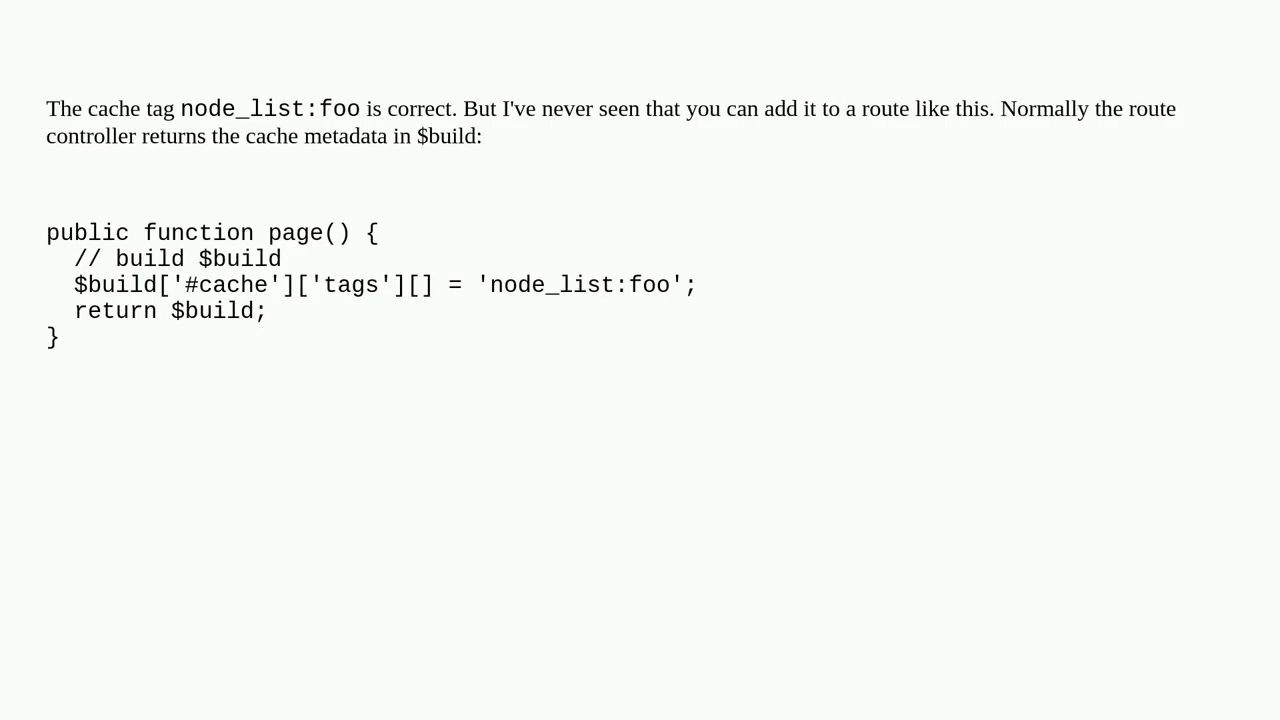 The cache tag node_list:foo is correct. But I've never seen that you can add it to a route like this. Normally the route
controller returns the cache metadata in $build:
public function page() {
  // build $build
  $build['#cache']['tags'][] = 'node_list:foo';
  return $build;
}